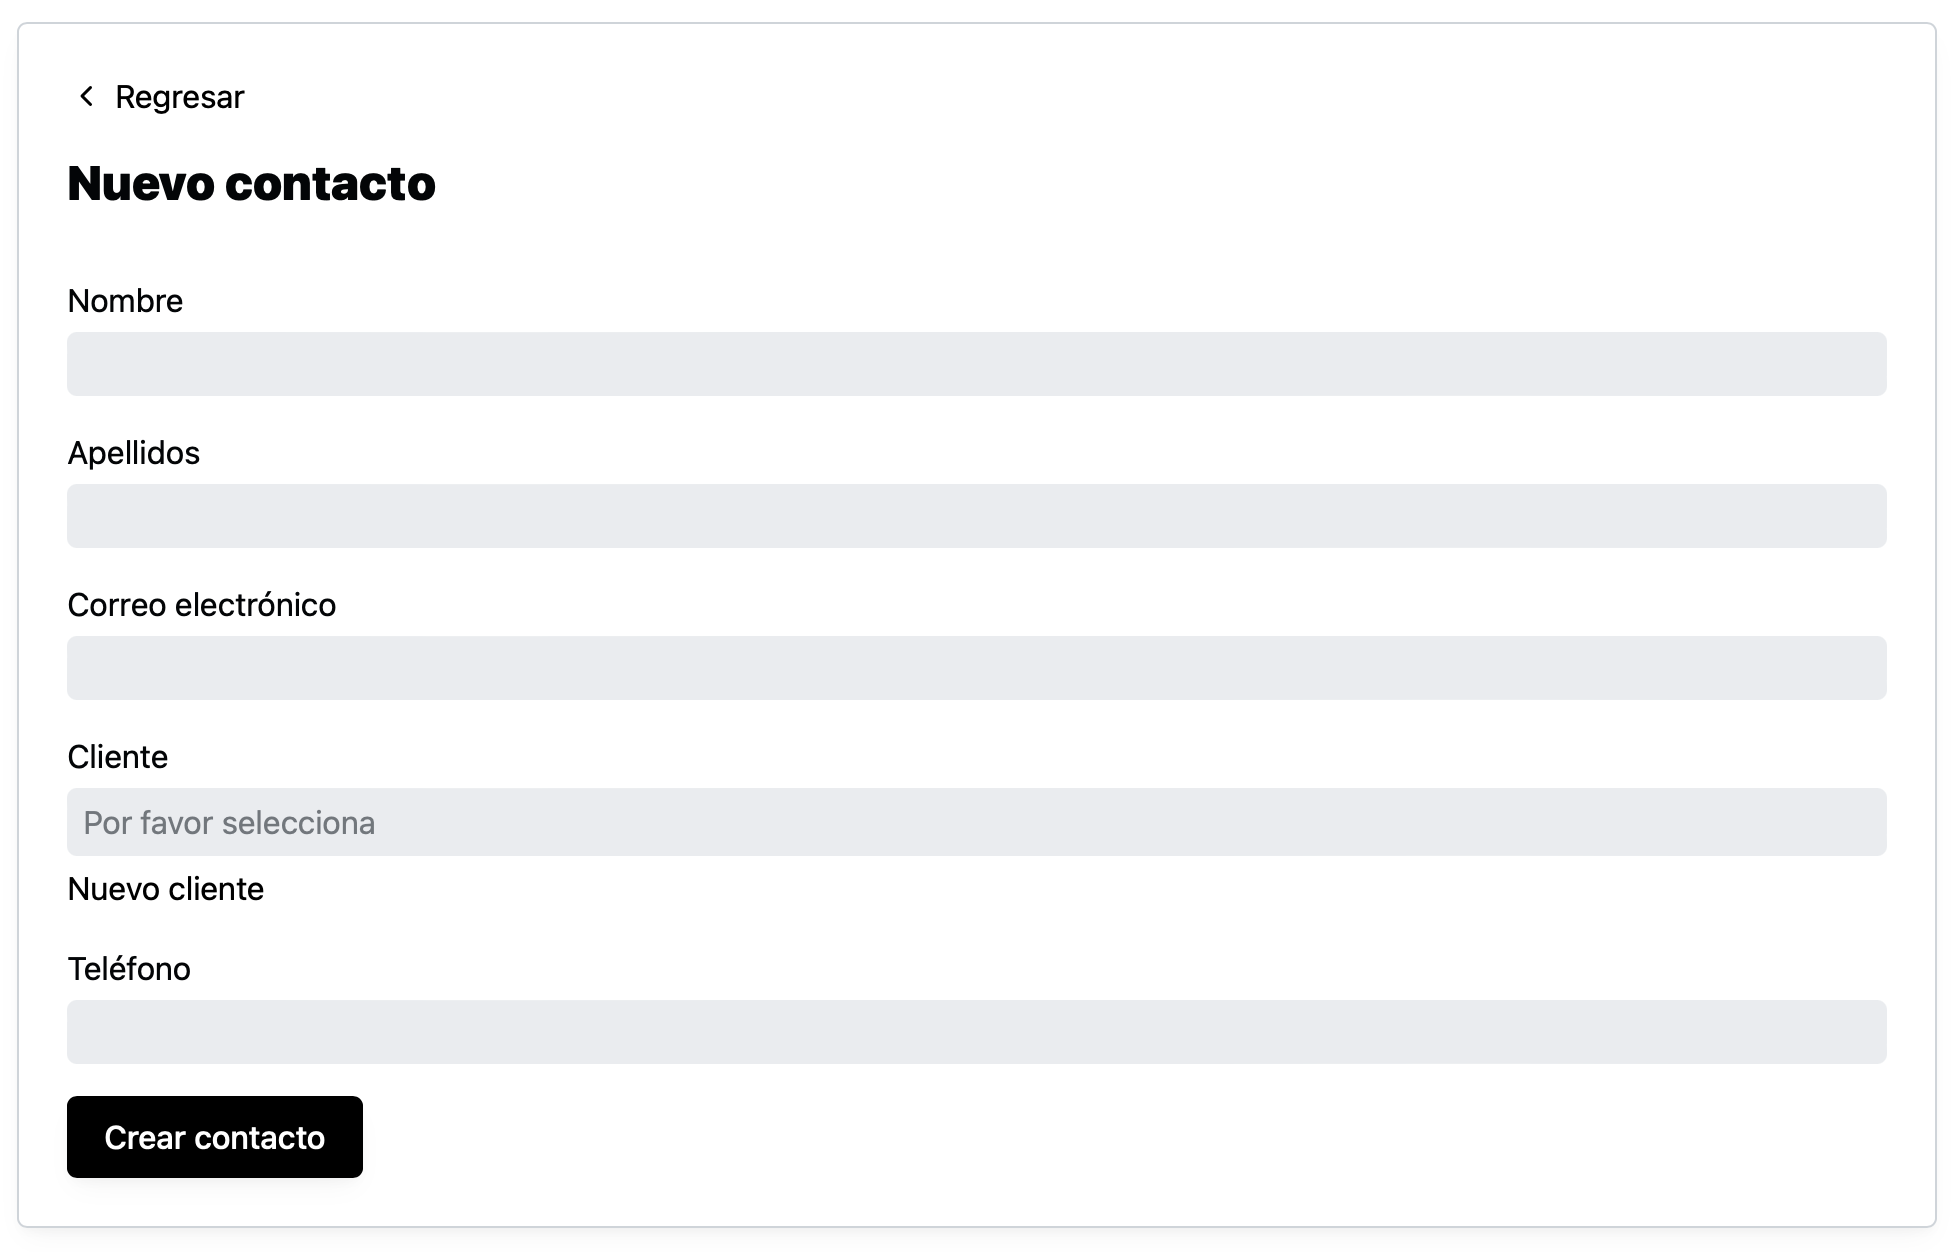 Regresar
Nuevo contacto
Nombre
Apellidos
Correo electrónico
Cliente
Por favor selecciona
Nuevo cliente
Teléfono
Crear contacto